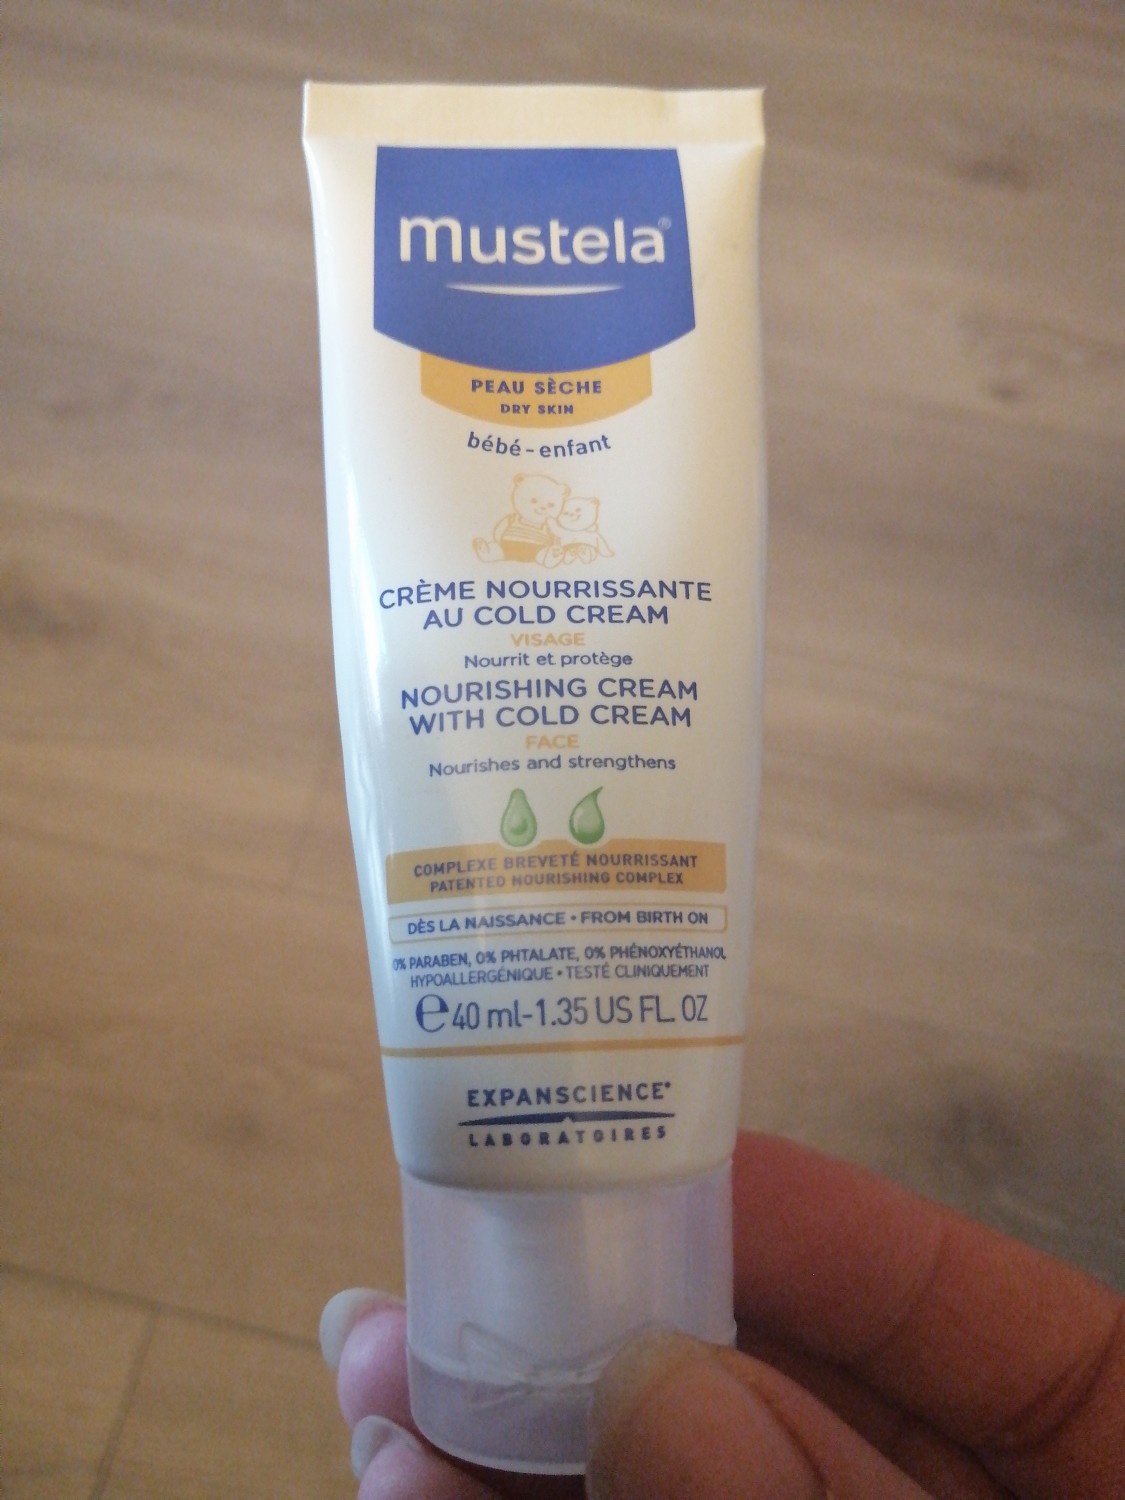 mustela®
PEAU SÈCHE
DRY SKIN
bébé-enfant
CRÈME NOURRISSANTE
AU COLD CREAM
VISAGE
Nourrit et protège
NOURISHING CREAM
WITH COLD CREAM
FACE
Nourishes and strengthens
COMPLEXE BREVETÉ NOURRISSANT
PATENTED NOURISHING COMPLEX
DÈS LA NAISSANCE • FROM BIRTH ON
0% PARABEN, 0% PHTALATE, 0% PHÉNOXYÉTHANOL
HYPOALLERGÉNIQUE • TESTÉ CLINIQUEMENT
℮ 40 ml-1.35 US FL. OZ
EXPANSCIENCE®
LABORATOIRES